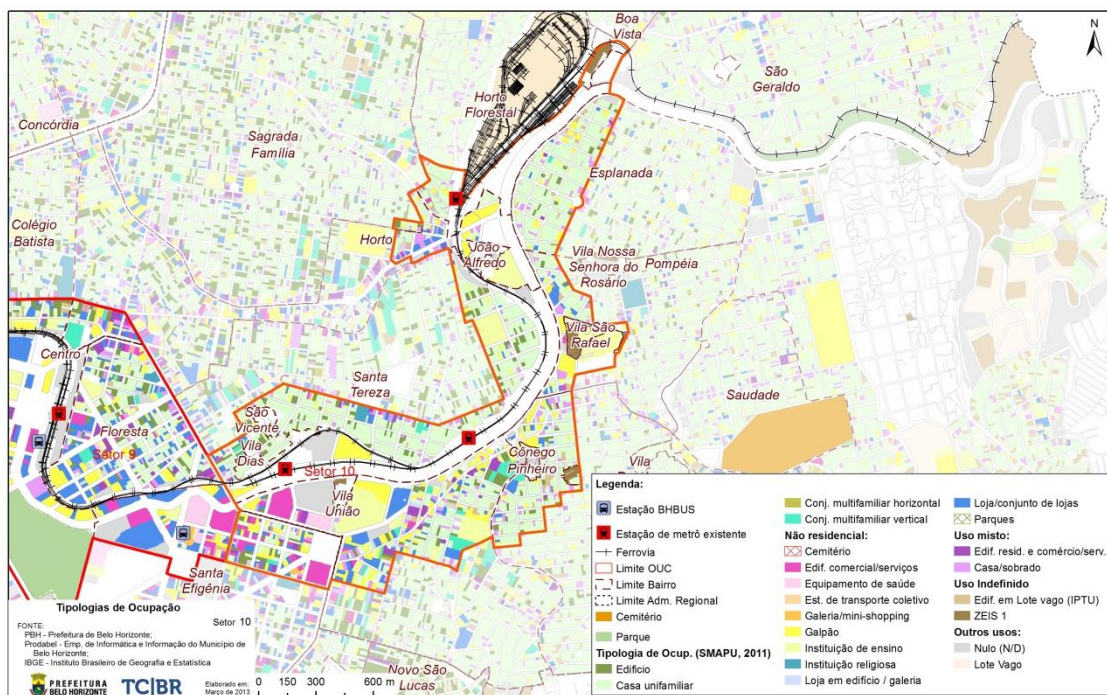 Boa
Vista
N
São
Geraldo
Horto
Florestal
Concórdia
Sagrada
Família
Esplanada
Colégio
Batista
Horto
João
Alfredo
Vila Nossa
Senhora do
Rosário
Pompéia
Vila São
Rafael
Centro
Santa
Tereza
Saudade
São
Vicente
Floresta
Setor 9
Vila
Dias
Setor 10
Cônego
Pinheiro
Vila
Vila
União
Santa
Efigênia
Novo São
Lucas
Tipologias de Ocupação
Setor 10
FONTE:
PBH - Prefeitura de Belo Horizonte;
Prodabel - Emp. de Informática e Informação do Município de
Belo Horizonte;
IBGE - Instituto Brasileiro de Geografia e Estatística
PREFEITURA
BELO HORIZONTE
TC|BR
Elaborado em:
Março de 2013
0 150 300 600 m
Legenda:
Estação BHBUS
Estação de metrô existente
Ferrovia
Limite OUC
Limite Bairro
Limite Adm. Regional
Cemitério
Parque
Tipologia de Ocup. (SMAPU, 2011)
Edificio
Casa unifamiliar
Conj. multifamiliar horizontal
Conj. multifamiliar vertical
Não residencial:
Cemitério
Edif. comercial/serviços
Equipamento de saúde
Est. de transporte coletivo
Galeria/mini-shopping
Galpão
Instituição de ensino
Instituição religiosa
Loja em edifício / galeria
Loja/conjunto de lojas
Parques
Uso misto:
Edif. resid. e comércio/serv.
Casa/sobrado
Uso Indefinido
Edif. em Lote vago (IPTU)
ZEIS 1
Outros usos:
Nulo (N/D)
Lote Vago